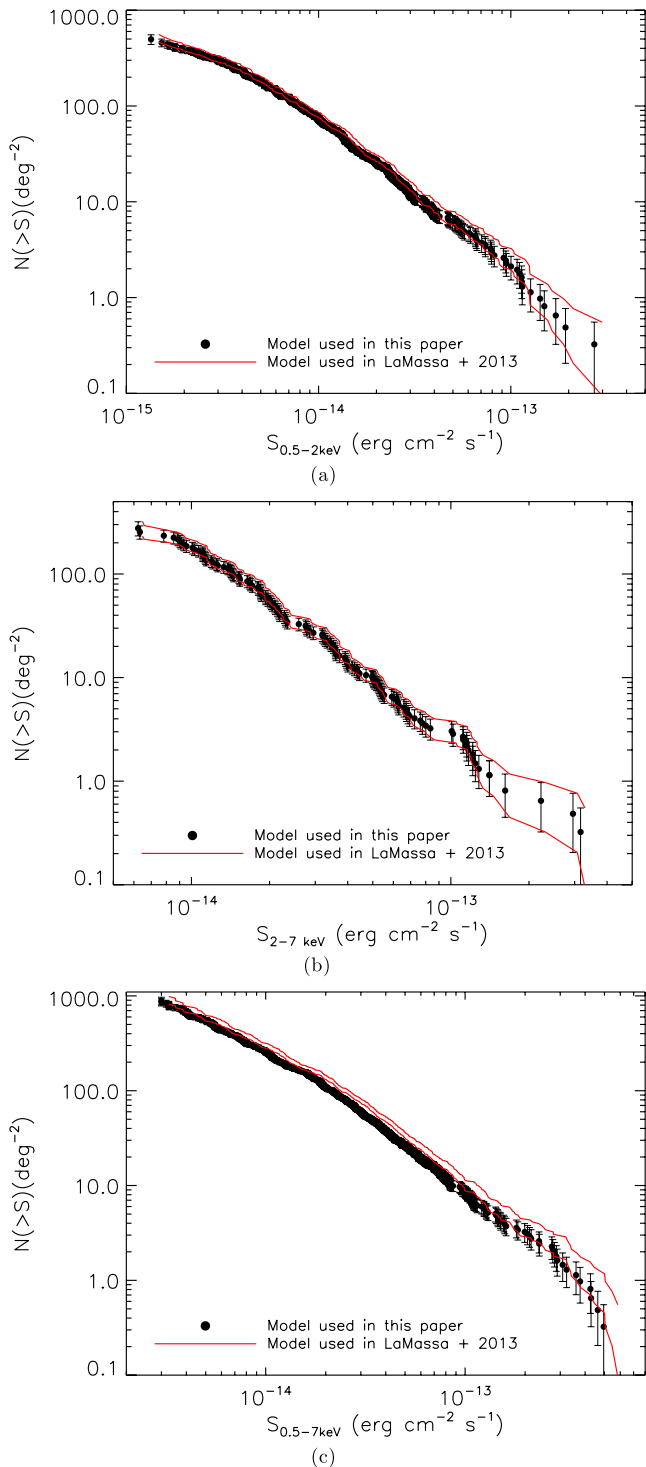 1000.0
100.0
10.0
1.0
0.1
N(>S)(deg⁻²)
Model used in this paper
Model used in LaMassa + 2013
10⁻¹⁵ 10⁻¹⁴ 10⁻¹³
S₀.₅₋₂keV (erg cm⁻² s⁻¹)
(a)
100.0
10.0
1.0
0.1
N(>S)(deg⁻²)
Model used in this paper
Model used in LaMassa + 2013
10⁻¹⁴ 10⁻¹³
S₂₋₇ keV (erg cm⁻² s⁻¹)
(b)
1000.0
100.0
10.0
1.0
0.1
N(>S)(deg⁻²)
Model used in this paper
Model used in LaMassa + 2013
10⁻¹⁴ 10⁻¹³
S₀.₅₋₇keV (erg cm⁻² s⁻¹)
(c)